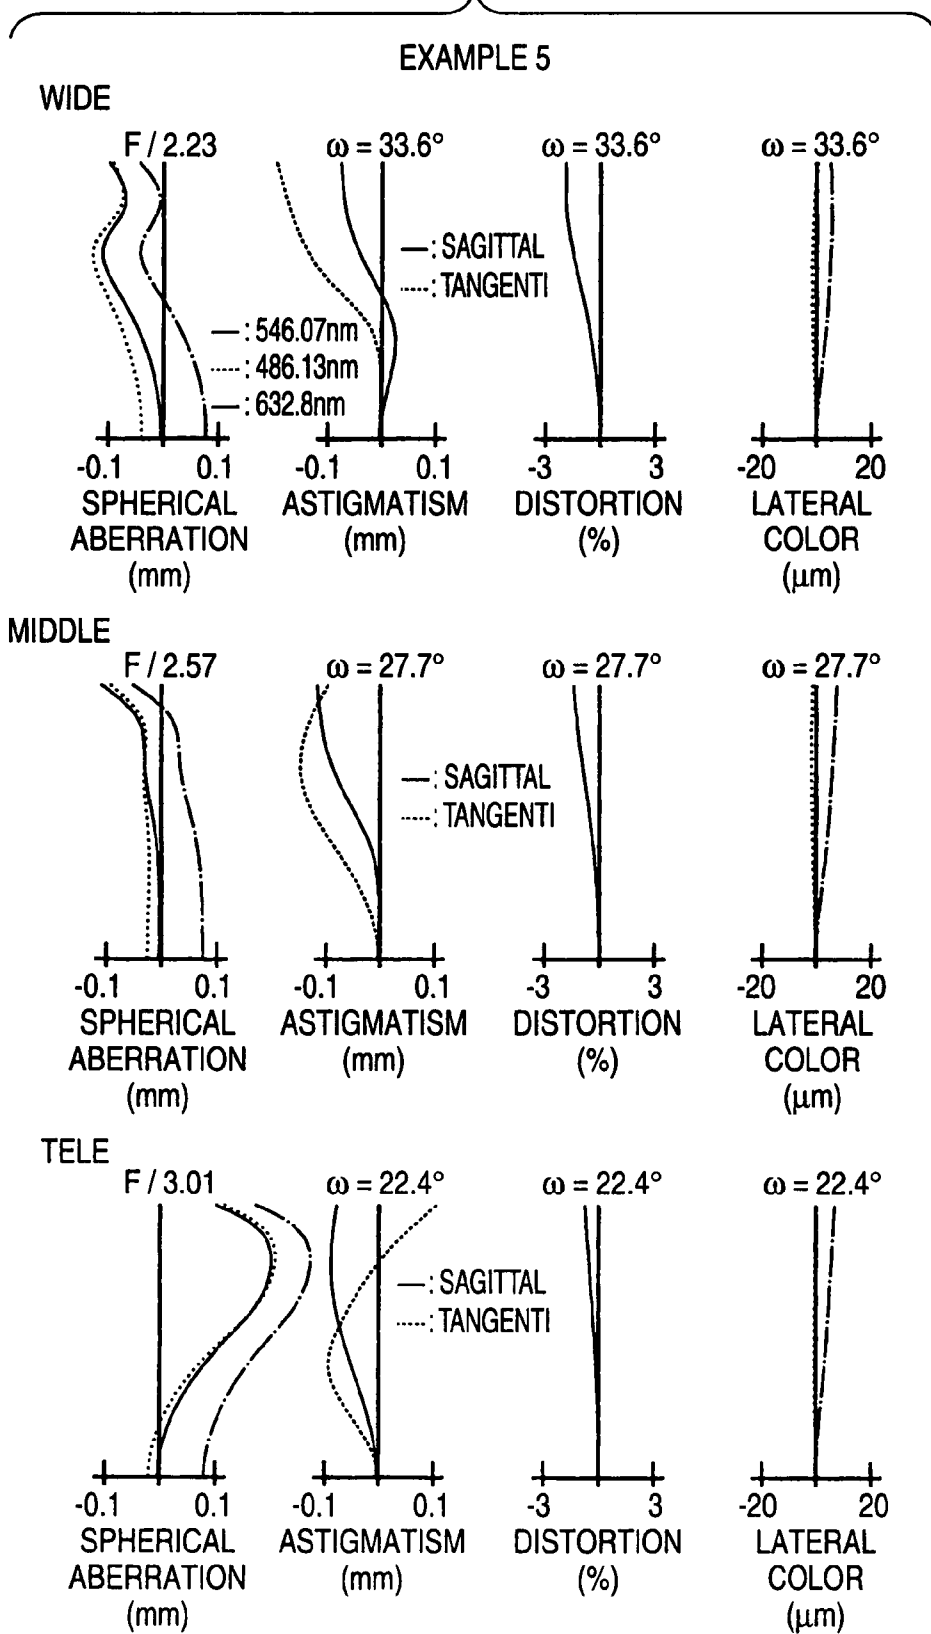 EXAMPLE 5
WIDE
F / 2.23
ω = 33.6°
ω = 33.6°
ω = 33.6°
—: SAGITTAL
-----: TANGENTI
—: 546.07nm
-----: 486.13nm
—: 632.8nm
-0.1 0.1
-0.1 0.1
-3 3
-20 20
SPHERICAL
ABERRATION
(mm)
ASTIGMATISM
(mm)
DISTORTION
(%)
LATERAL
COLOR
(μm)
MIDDLE
F / 2.57
ω = 27.7°
ω = 27.7°
ω = 27.7°
—: SAGITTAL
-----: TANGENTI
-0.1 0.1
-0.1 0.1
-3 3
-20 20
SPHERICAL
ABERRATION
(mm)
ASTIGMATISM
(mm)
DISTORTION
(%)
LATERAL
COLOR
(μm)
TELE
F / 3.01
ω = 22.4°
ω = 22.4°
ω = 22.4°
—: SAGITTAL
-----: TANGENTI
-0.1 0.1
-0.1 0.1
-3 3
-20 20
SPHERICAL
ABERRATION
(mm)
ASTIGMATISM
(mm)
DISTORTION
(%)
LATERAL
COLOR
(μm)